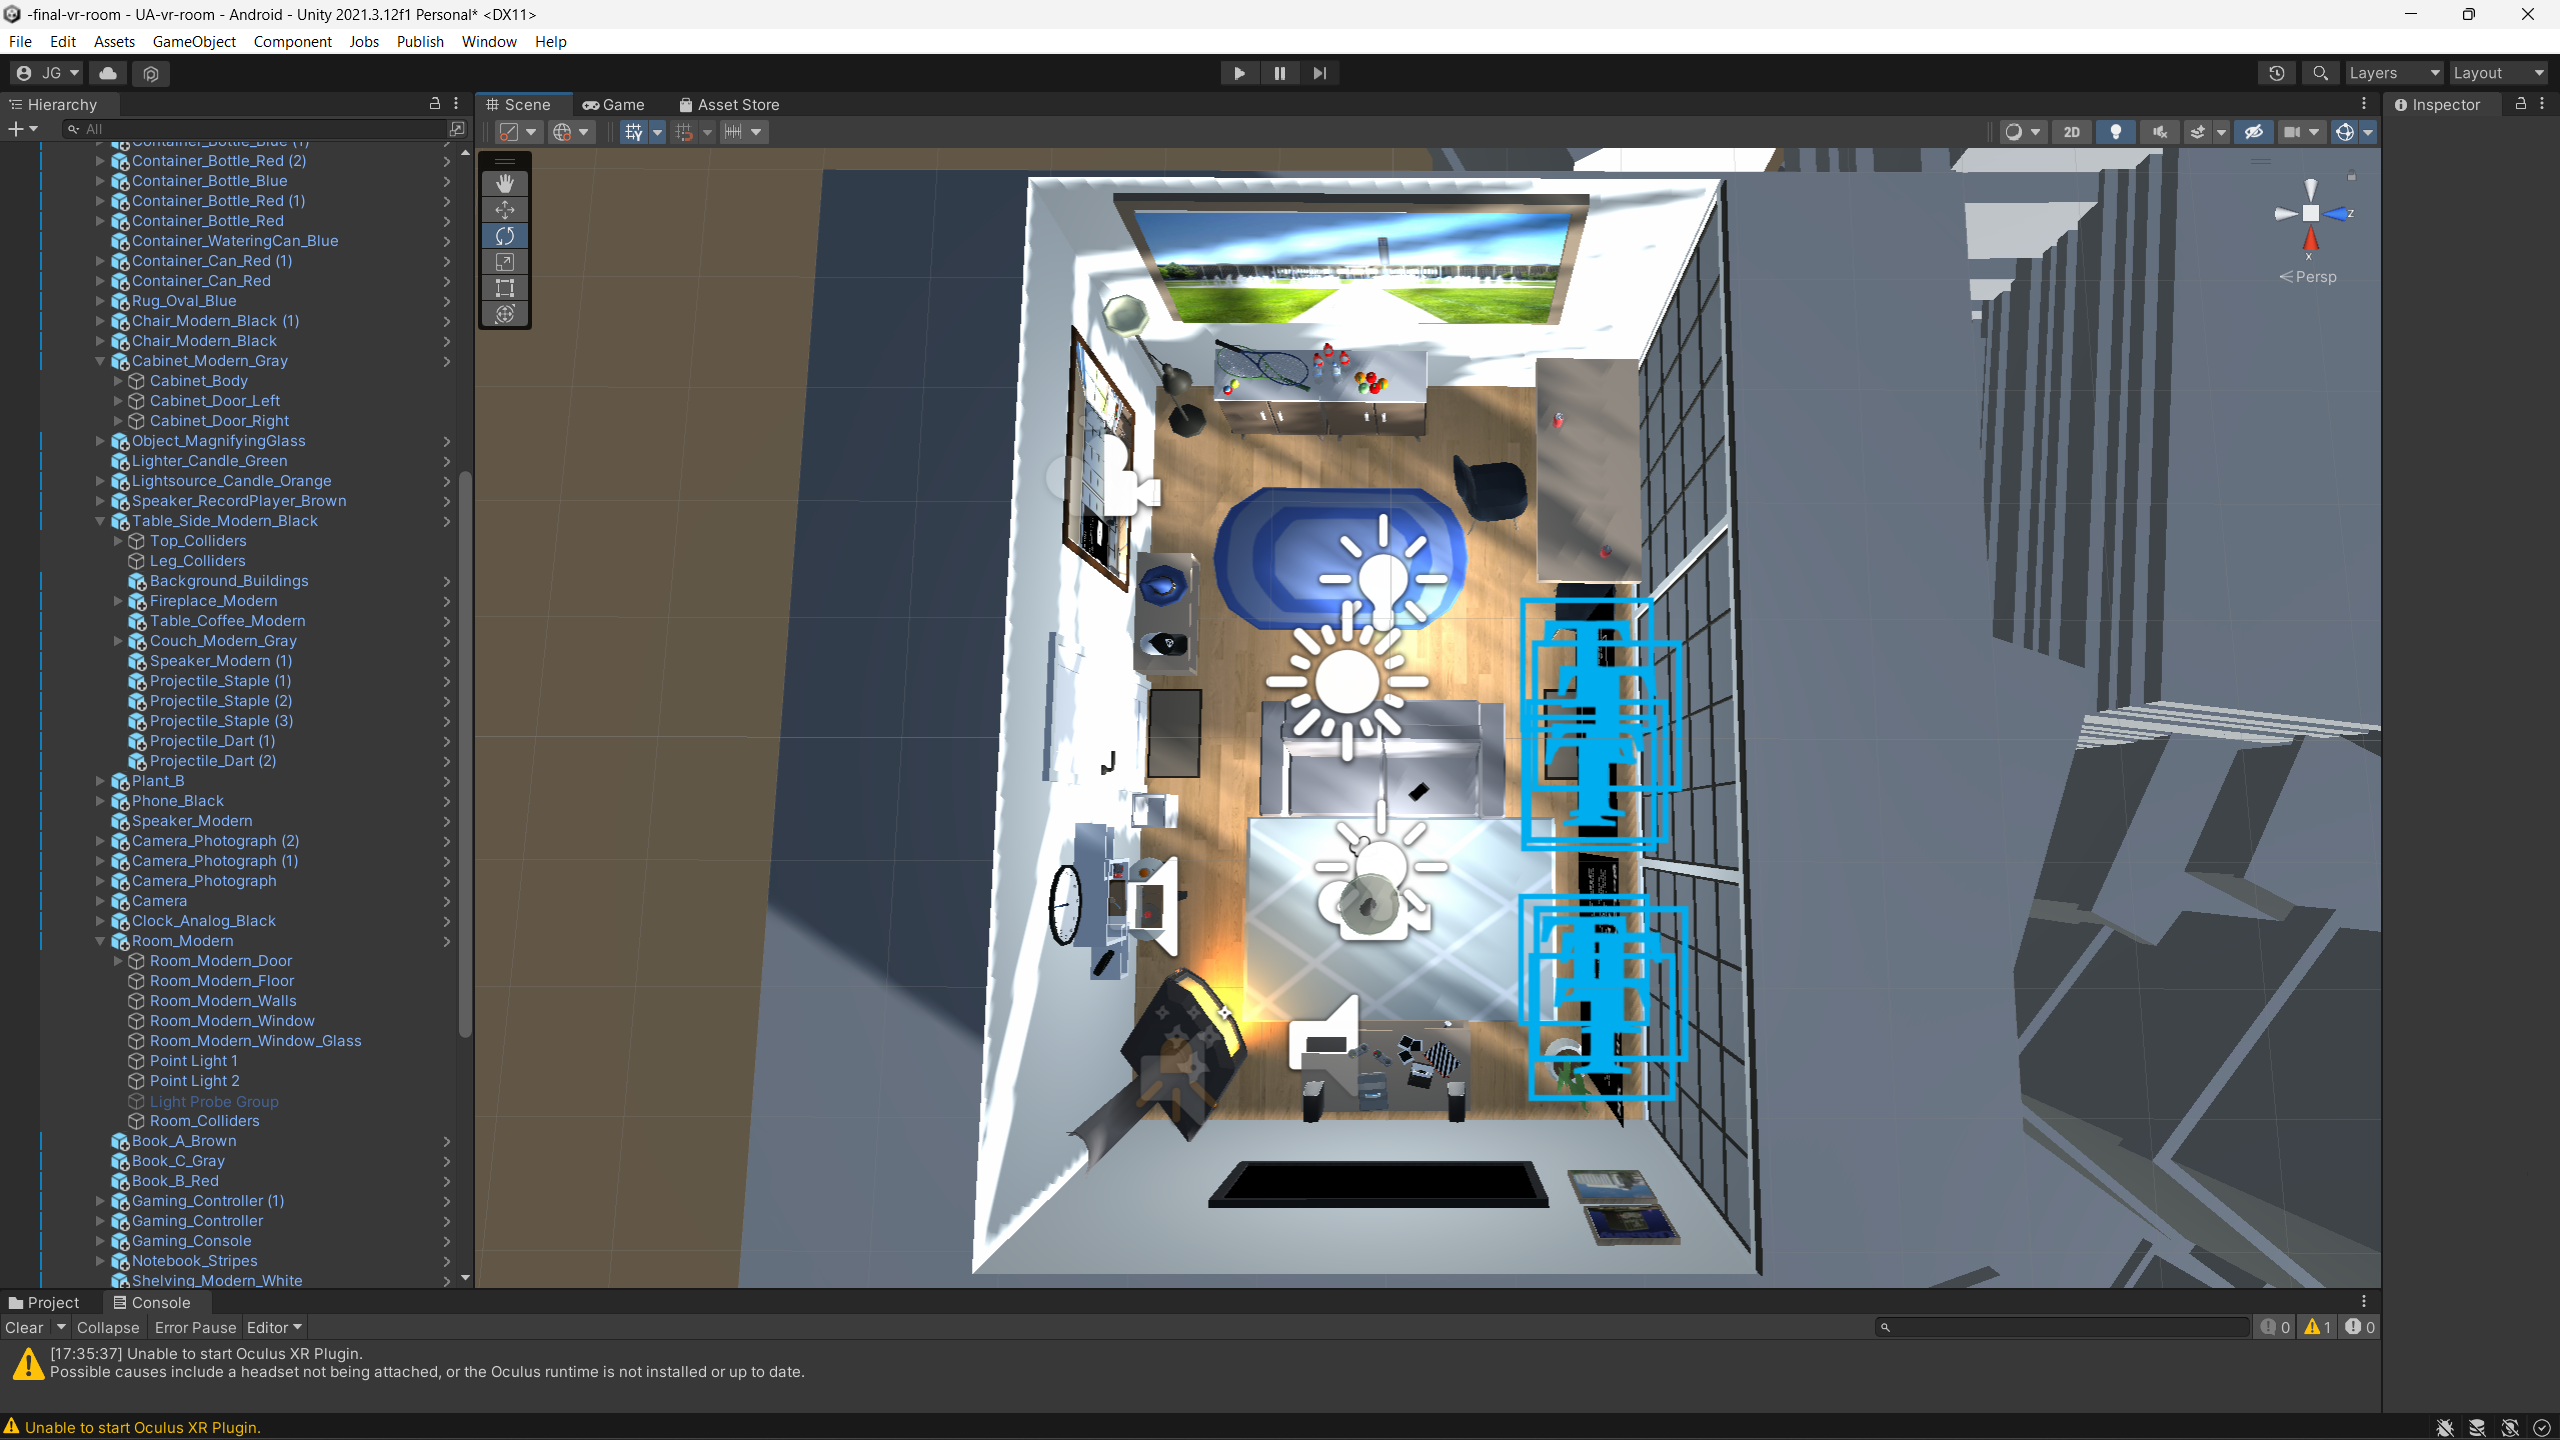 -final-vr-room - UA-vr-room - Android - Unity 2021.3.12f1 Personal* <DX11>
File Edit Assets GameObject Component Jobs Publish Window Help
JG
Layers
Layout
Hierarchy
Scene
Game
Asset Store
Inspector
All
2D
Container_Bottle_Blue (1)
Container_Bottle_Red (2)
Container_Bottle_Blue
Container_Bottle_Red (1)
Container_Bottle_Red
Container_WateringCan_Blue
Container_Can_Red (1)
Container_Can_Red
Rug_Oval_Blue
Chair_Modern_Black (1)
Chair_Modern_Black
Cabinet_Modern_Gray
Cabinet_Body
Cabinet_Door_Left
Cabinet_Door_Right
Object_MagnifyingGlass
Lighter_Candle_Green
Lightsource_Candle_Orange
Speaker_RecordPlayer_Brown
Table_Side_Modern_Black
Top_Colliders
Leg_Colliders
Background_Buildings
Fireplace_Modern
Table_Coffee_Modern
Couch_Modern_Gray
Speaker_Modern (1)
Projectile_Staple (1)
Projectile_Staple (2)
Projectile_Staple (3)
Projectile_Dart (1)
Projectile_Dart (2)
Plant_B
Phone_Black
Speaker_Modern
Camera_Photograph (2)
Camera_Photograph (1)
Camera_Photograph
Camera
Clock_Analog_Black
Room_Modern
Room_Modern_Door
Room_Modern_Floor
Room_Modern_Walls
Room_Modern_Window
Room_Modern_Window_Glass
Point Light 1
Point Light 2
Light Probe Group
Room_Colliders
Book_A_Brown
Book_C_Gray
Book_B_Red
Gaming_Controller (1)
Gaming_Controller
Gaming_Console
Notebook_Stripes
Shelving_Modern_White
z
x
Persp
Project
Console
Clear
Collapse
Error Pause
Editor
0
1
0
[17:35:37] Unable to start Oculus XR Plugin.
Possible causes include a headset not being attached, or the Oculus runtime is not installed or up to date.
Unable to start Oculus XR Plugin.